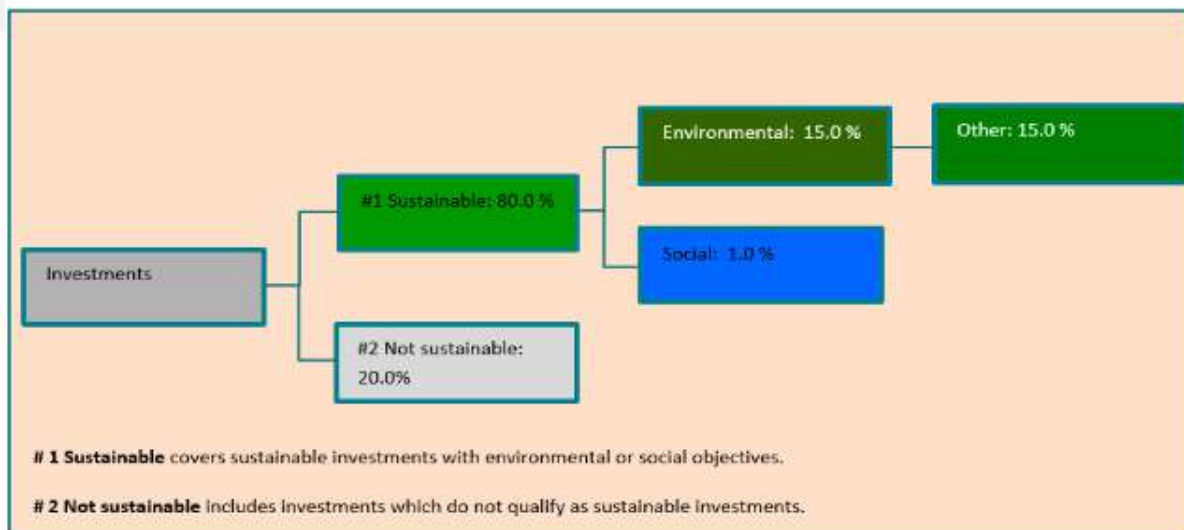 Environmental:  15.0 %
Other: 15.0 %
#1 Sustainable: 80.0 %
Social:  1.0 %
Investments
#2 Not sustainable:
20.0%
# 1 Sustainable covers sustainable investments with environmental or social objectives.
# 2 Not sustainable includes investments which do not qualify as sustainable investments.